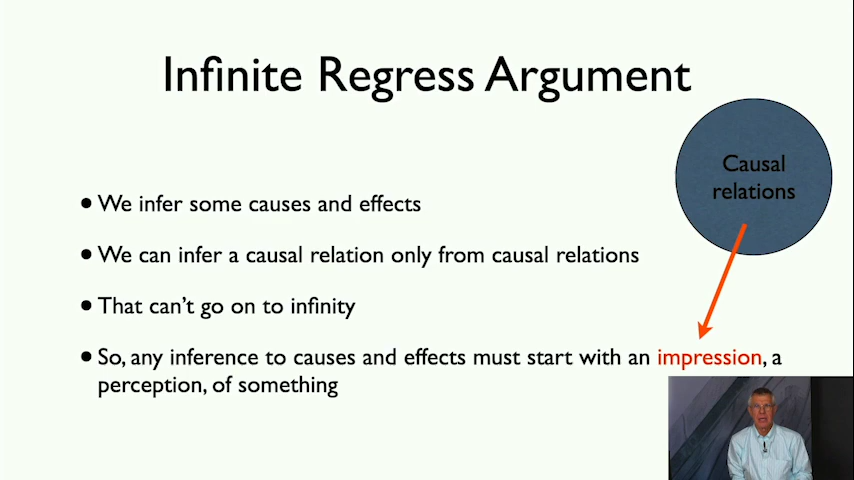 Infinite Regress Argument
Causal
relations
• We infer some causes and effects
• We can infer a causal relation only from causal relations
• That can't go on to infinity
• So, any inference to causes and effects must start with an impression, a
perception, of something